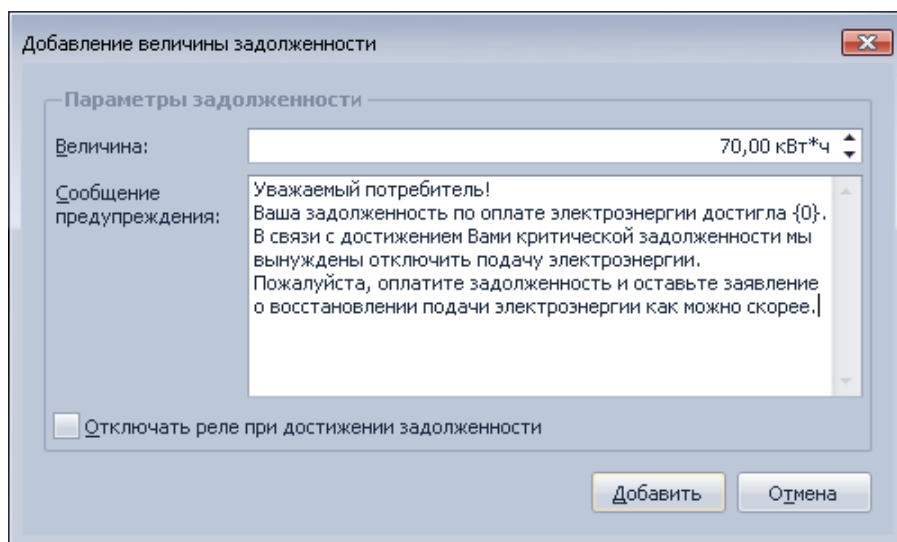 Добавление величины задолженности
Параметры задолженности
Величина:
70,00 кВт*ч
Сообщение
предупреждения:
Уважаемый потребитель!
Ваша задолженность по оплате электроэнергии достигла {0}.
В связи с достижением Вами критической задолженности мы
вынуждены отключить подачу электроэнергии.
Пожалуйста, оплатите задолженность и оставьте заявление
о восстановлении подачи электроэнергии как можно скорее.
Отключать реле при достижении задолженности
Добавить
Отмена